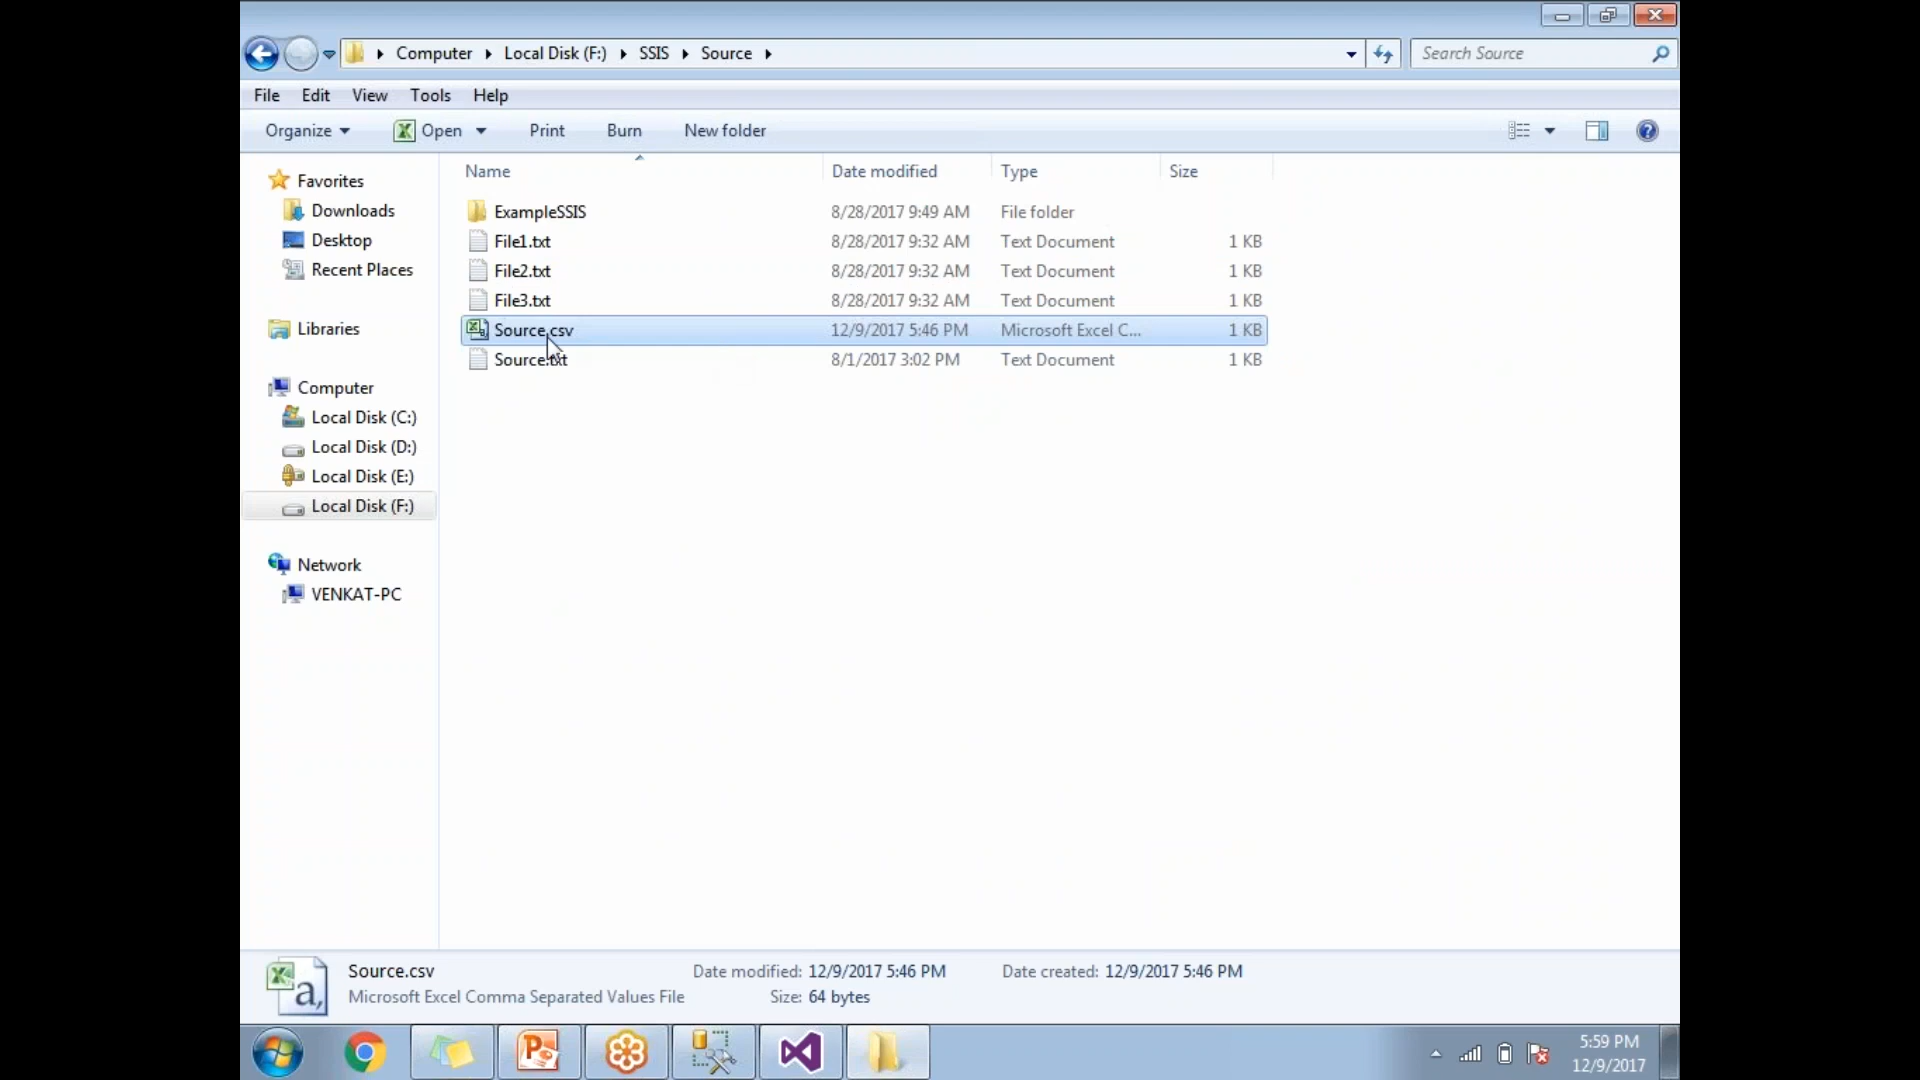 Computer Local Disk (F:) SSIS Source
Search Source
File Edit View Tools Help
Organize Open Print Burn New folder
Name Date modified Type Size
Favorites
Downloads
Desktop
Recent Places
Libraries
Computer
Local Disk (C:)
Local Disk (D:)
Local Disk (E:)
Local Disk (F:)
Network
VENKAT-PC
ExampleSSIS 8/28/2017 9:49 AM File folder
File1.txt 8/28/2017 9:32 AM Text Document 1 KB
File2.txt 8/28/2017 9:32 AM Text Document 1 KB
File3.txt 8/28/2017 9:32 AM Text Document 1 KB
Source.csv 12/9/2017 5:46 PM Microsoft Excel C... 1 KB
Source.txt 8/1/2017 3:02 PM Text Document 1 KB
Source.csv Date modified: 12/9/2017 5:46 PM Date created: 12/9/2017 5:46 PM
Microsoft Excel Comma Separated Values File Size: 64 bytes
5:59 PM
12/9/2017